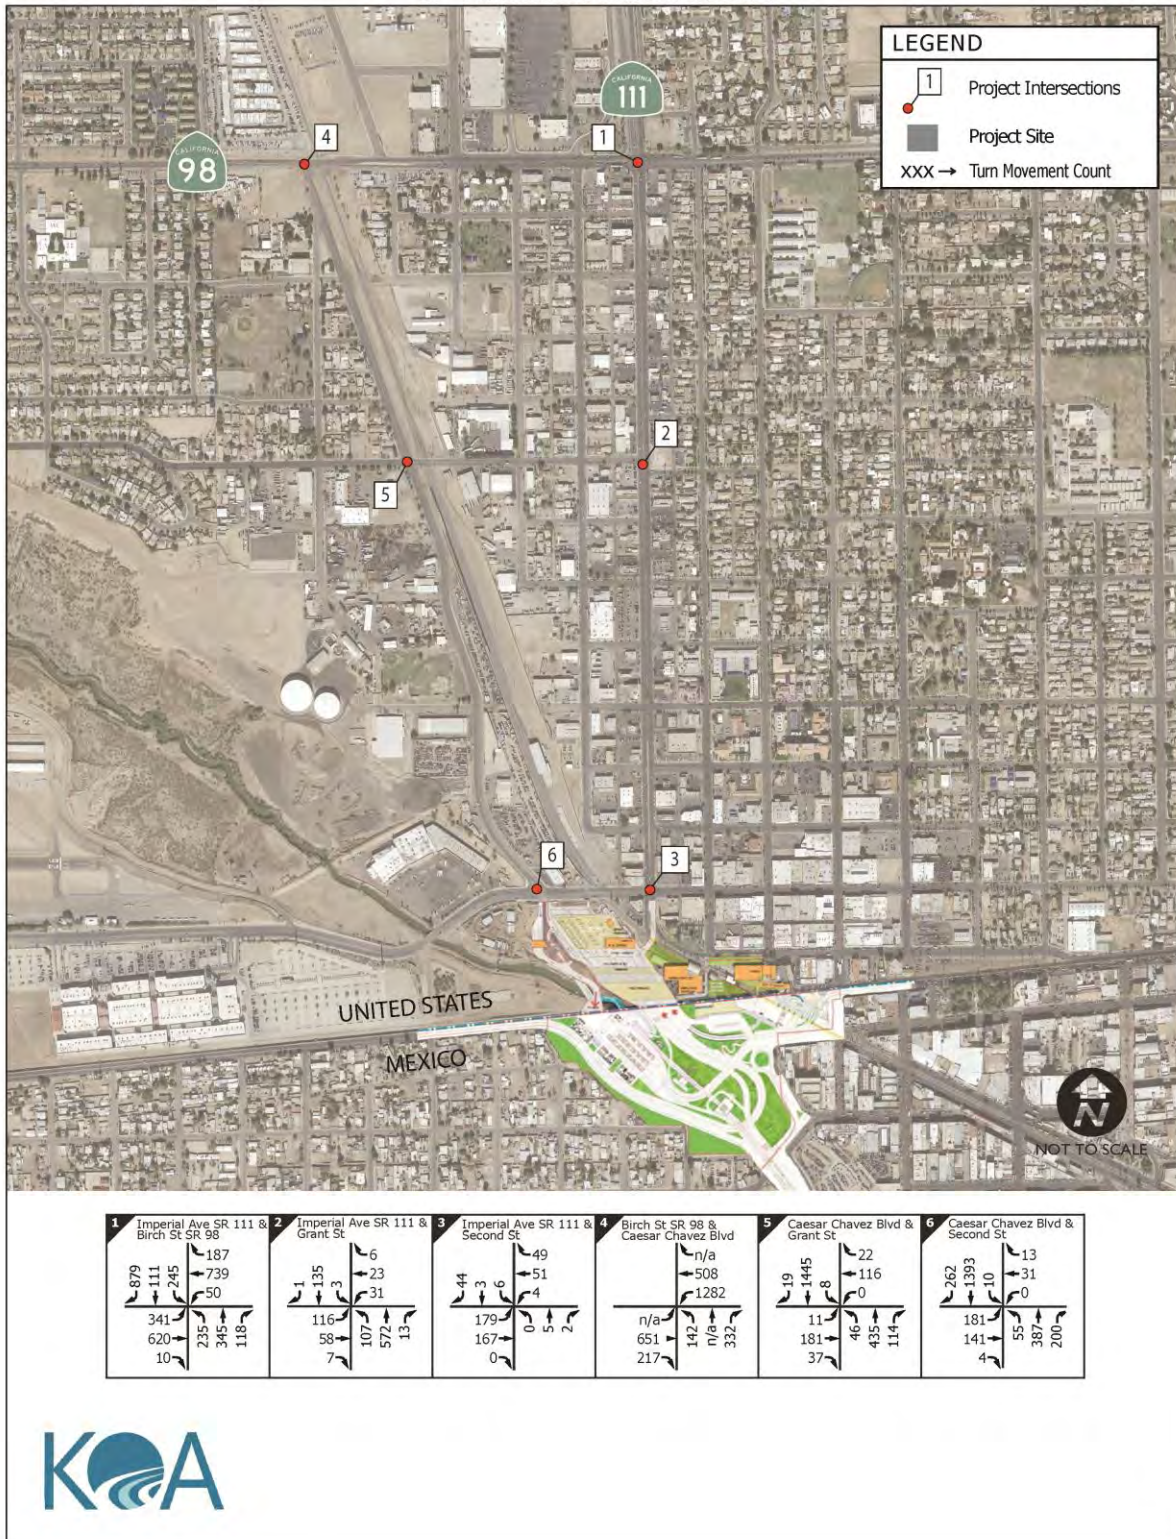 LEGEND
1 Project Intersections
Project Site
XXX → Turn Movement Count
CALIFORNIA
111
CALIFORNIA
98
4
1
2
5
6
3
UNITED STATES
MEXICO
N
NOT TO SCALE
1 Imperial Ave SR 111 &
Birch St SR 98
879 111 245
187
739
50
341
620
10
235 345 118
2 Imperial Ave SR 111 &
Grant St
1 135 3
6
23
31
116
58
7
107 572 13
3 Imperial Ave SR 111 &
Second St
44 3 6
49
51
4
179
167
0
0 5 2
4 Birch St SR 98 &
Caesar Chavez Blvd
n/a
508
1282
n/a
651
217
142 n/a 332
5 Caesar Chavez Blvd &
Grant St
19 1445 8
22
116
0
11
181
37
46 435 114
6 Caesar Chavez Blvd &
Second St
262 1393 10
13
31
0
181
141
4
55 387 200
KOA